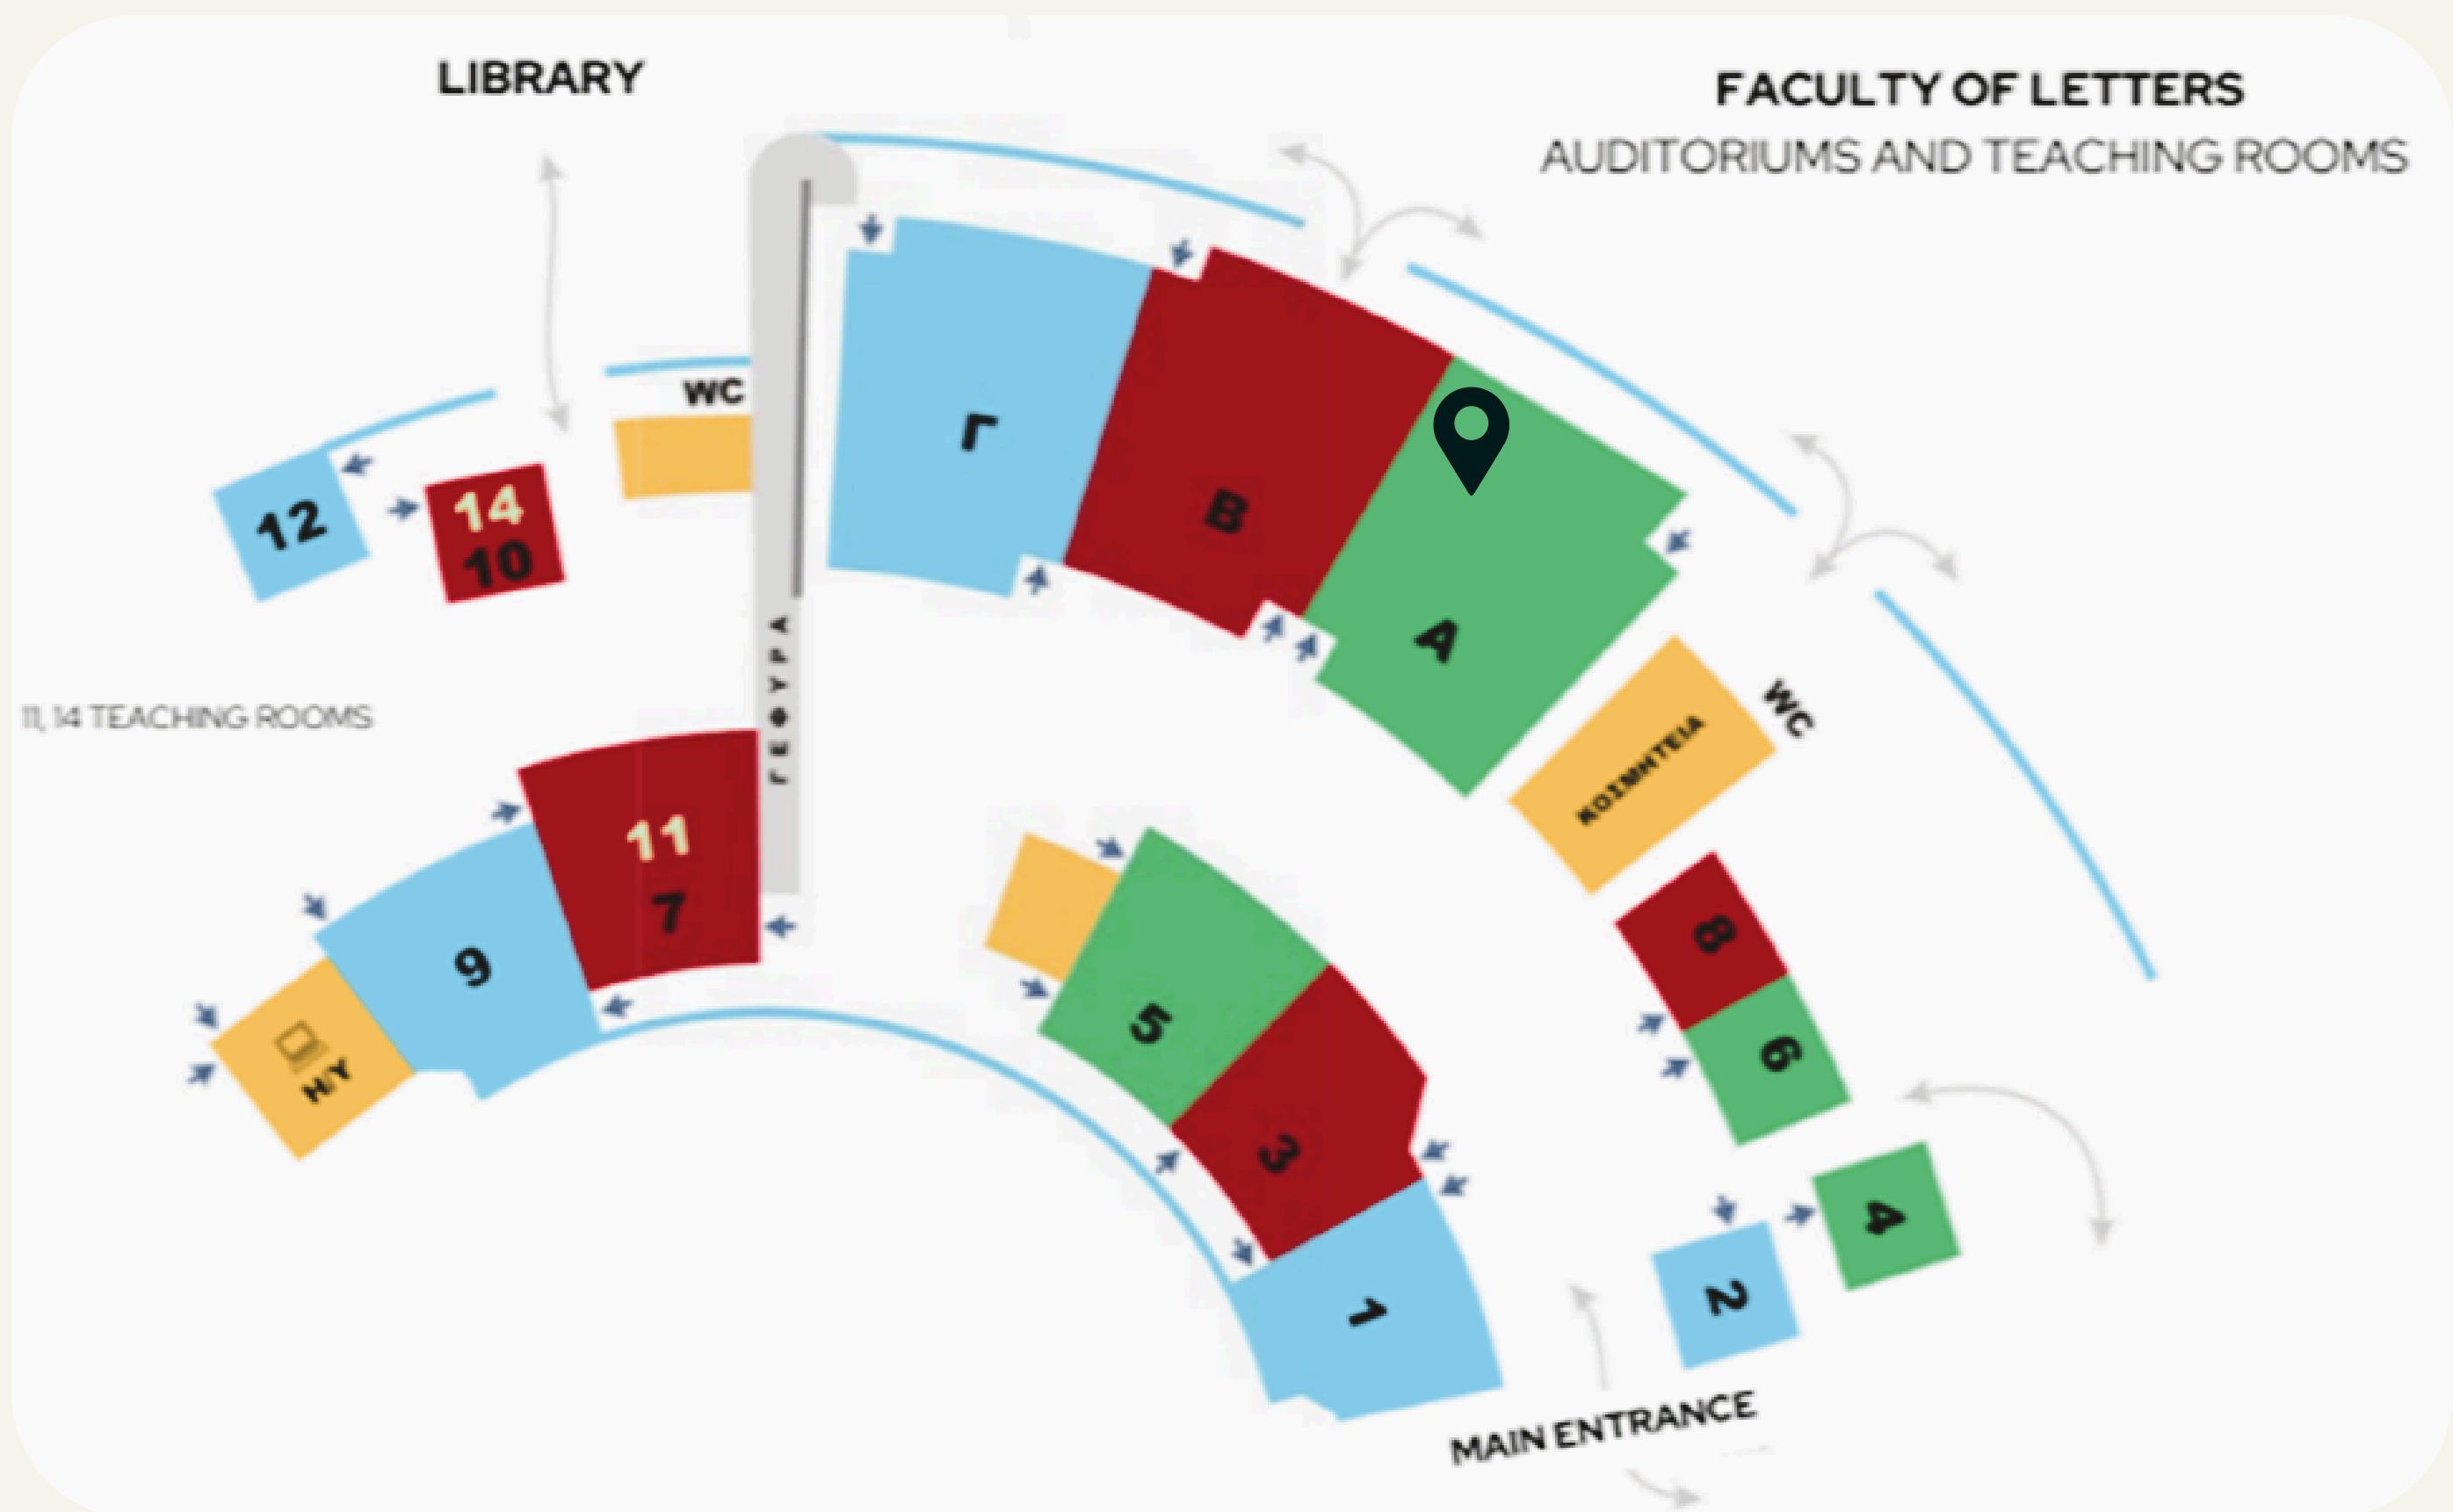 LIBRARY
FACULTY OF LETTERS
AUDITORIUMS AND TEACHING ROOMS
WC
Γ
Β
Α
12
14
10
ΓΕΦΥΡΑ
WC
ΚΟΣΜΗΤΕΙΑ
11, 14 TEACHING ROOMS
11
7
9
Η/Υ
5
3
1
8
6
4
2
MAIN ENTRANCE